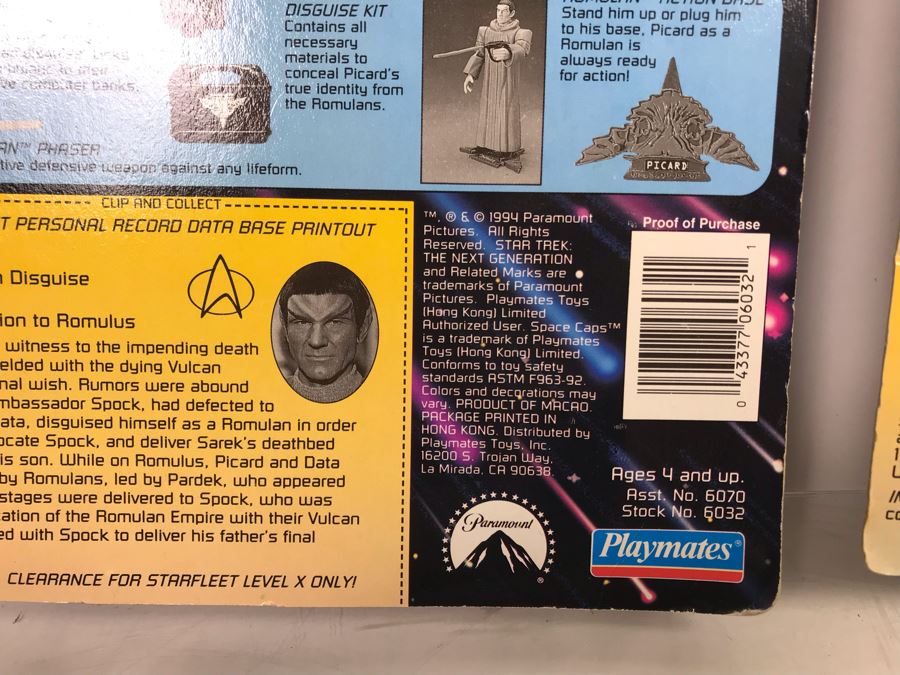 DISGUISE KIT
Contains all
necessary
materials to
conceal Picard's
true identity from
the Romulans.
ACTION BASE
Stand him up or plug him
to his base, Picard as a
Romulan is
always ready
for action!
PICARD
to their
computer banks.
PHASER
defensive weapon against any lifeform.
CLIP AND COLLECT
T PERSONAL RECORD DATA BASE PRINTOUT
n Disguise
ion to Romulus
witness to the impending death
elded with the dying Vulcan
nal wish. Rumors were abound
mbassador Spock, had defected to
ata, disguised himself as a Romulan in order
ocate Spock, and deliver Sarek's deathbed
is son. While on Romulus, Picard and Data
by Romulans, led by Pardek, who appeared
stages were delivered to Spock, who was
cation of the Romulan Empire with their Vulcan
ed with Spock to deliver his father's final
CLEARANCE FOR STARFLEET LEVEL X ONLY!
™, ® & © 1994 Paramount
Pictures. All Rights
Reserved. STAR TREK:
THE NEXT GENERATION
and Related Marks are
trademarks of Paramount
Pictures. Playmates Toys
(Hong Kong) Limited
Authorized User. Space Caps™
is a trademark of Playmates
Toys (Hong Kong) Limited.
Conforms to toy safety
standards ASTM F963-92.
Colors and decorations may
vary. PRODUCT OF MACAO.
PACKAGE PRINTED IN
HONG KONG. Distributed by
Playmates Toys, Inc.
16200 S. Trojan Way,
La Mirada, CA 90638.
Paramount
®
Proof of Purchase
0 43377 06032 1
Ages 4 and up.
Asst. No. 6070
Stock No. 6032
Playmates®